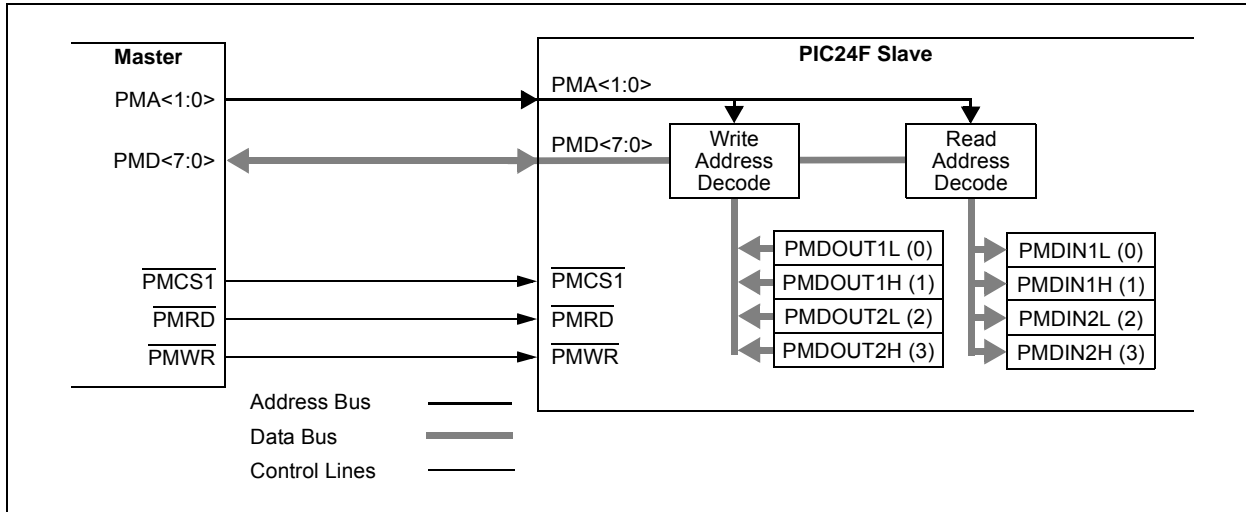 Master
PIC24F Slave
PMA<1:0>
PMA<1:0>
PMD<7:0>
PMD<7:0>
Write
Address
Decode
Read
Address
Decode
PMDOUT1L (0)
PMDOUT1H (1)
PMDOUT2L (2)
PMDOUT2H (3)
PMDIN1L (0)
PMDIN1H (1)
PMDIN2L (2)
PMDIN2H (3)
PMCS1
PMCS1
PMRD
PMRD
PMWR
PMWR
Address Bus
Data Bus
Control Lines